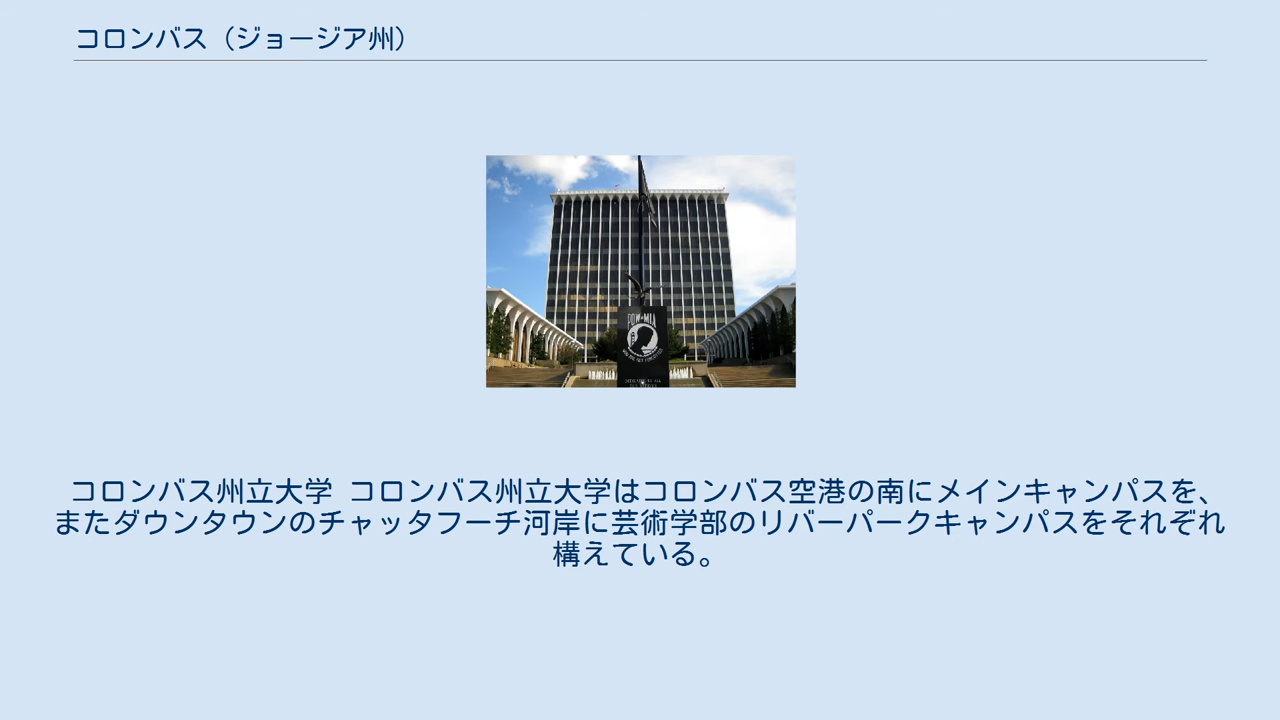 コロンバス（ジョージア州）
POW★MIA
コロンバス州立大学 コロンバス州立大学はコロンバス空港の南にメインキャンパスを、
またダウンタウンのチャッタフーチ河岸に芸術学部のリバーパークキャンパスをそれぞれ
構えている。